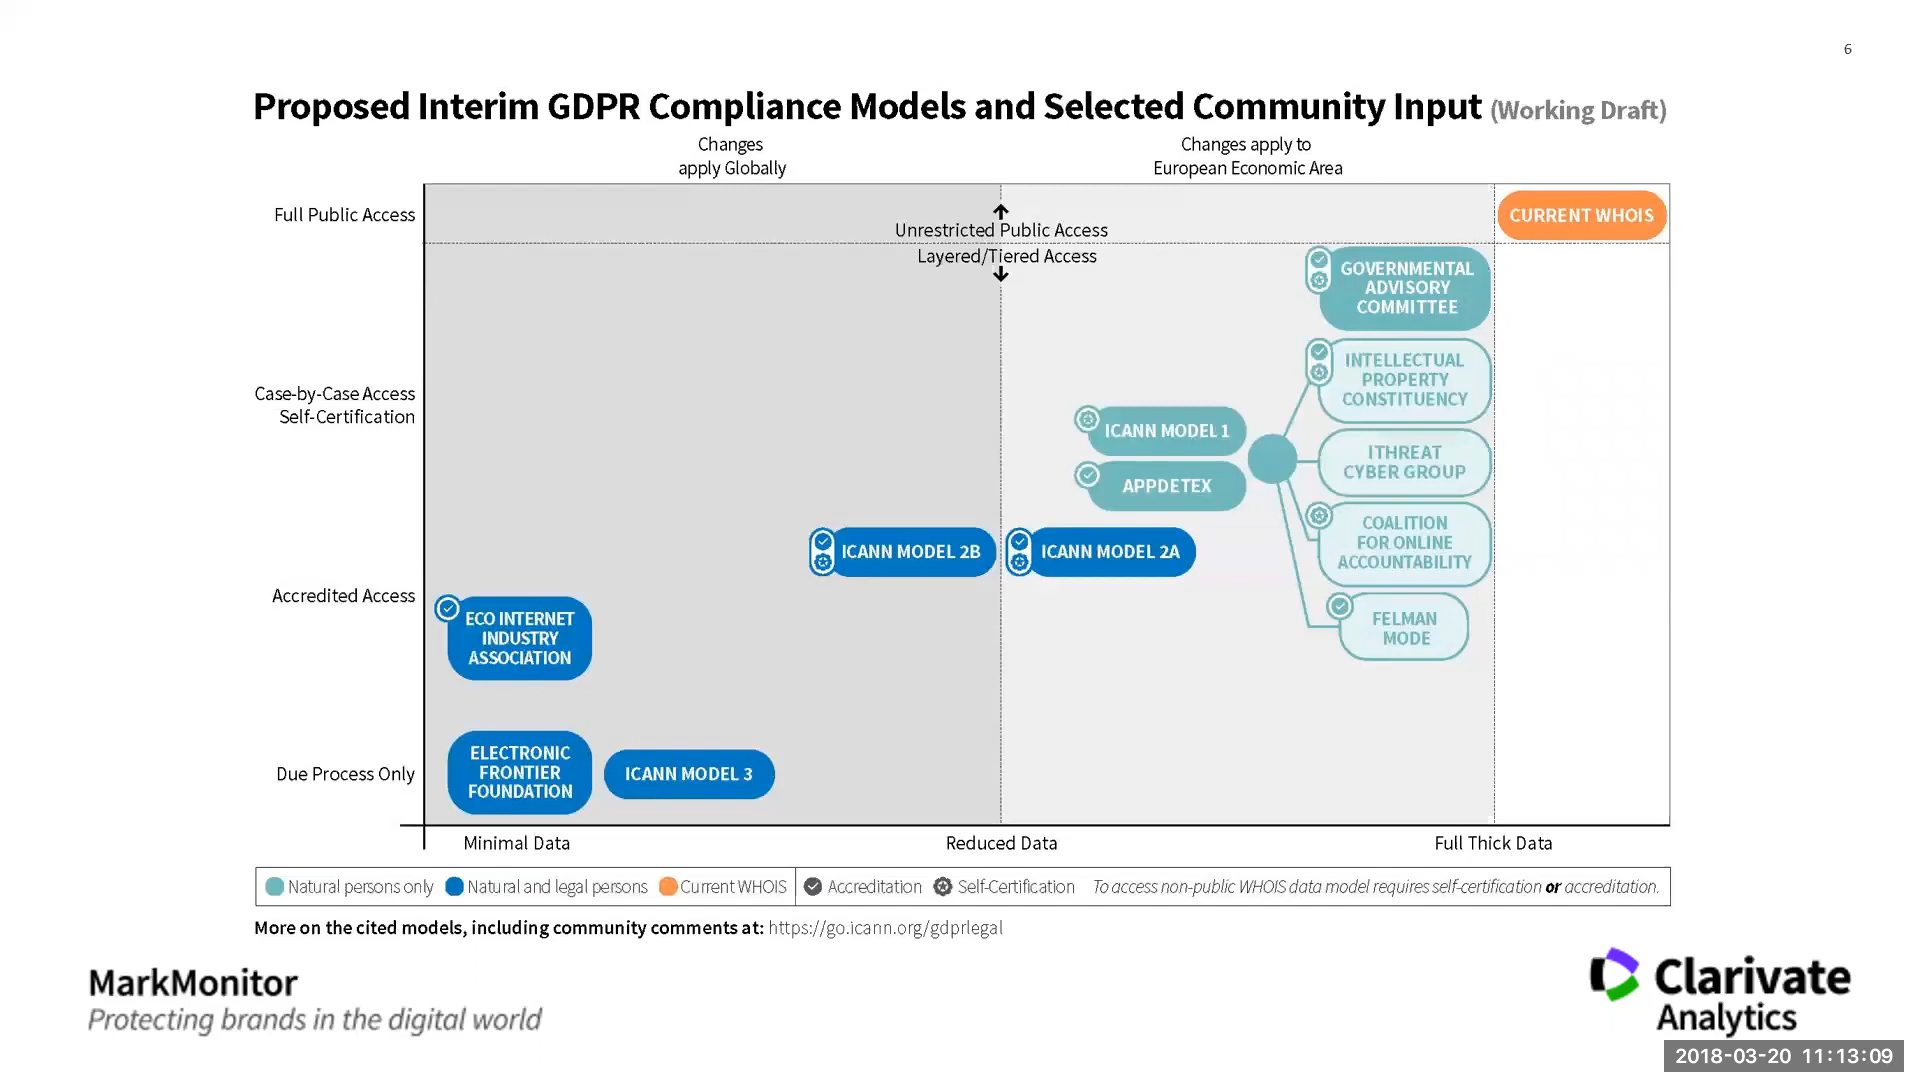 6
Proposed Interim GDPR Compliance Models and Selected Community Input (Working Draft)
Changes
apply Globally
Changes apply to
European Economic Area
Full Public Access
Unrestricted Public Access
Layered/Tiered Access
CURRENT WHOIS
GOVERNMENTAL
ADVISORY
COMMITTEE
INTELLECTUAL
PROPERTY
CONSTITUENCY
Case-by-Case Access
Self-Certification
ICANN MODEL 1
ITHREAT
CYBER GROUP
APPDETEX
COALITION
FOR ONLINE
ACCOUNTABILITY
ICANN MODEL 2B
ICANN MODEL 2A
Accredited Access
ECO INTERNET
INDUSTRY
ASSOCIATION
FELMAN
MODE
Due Process Only
ELECTRONIC
FRONTIER
FOUNDATION
ICANN MODEL 3
Minimal Data
Reduced Data
Full Thick Data
Natural persons only
Natural and legal persons
Current WHOIS
Accreditation
Self-Certification
To access non-public WHOIS data model requires self-certification or accreditation.
More on the cited models, including community comments at: https://go.icann.org/gdprlegal
MarkMonitor
Protecting brands in the digital world
Clarivate
Analytics
2018-03-20 11:13:09